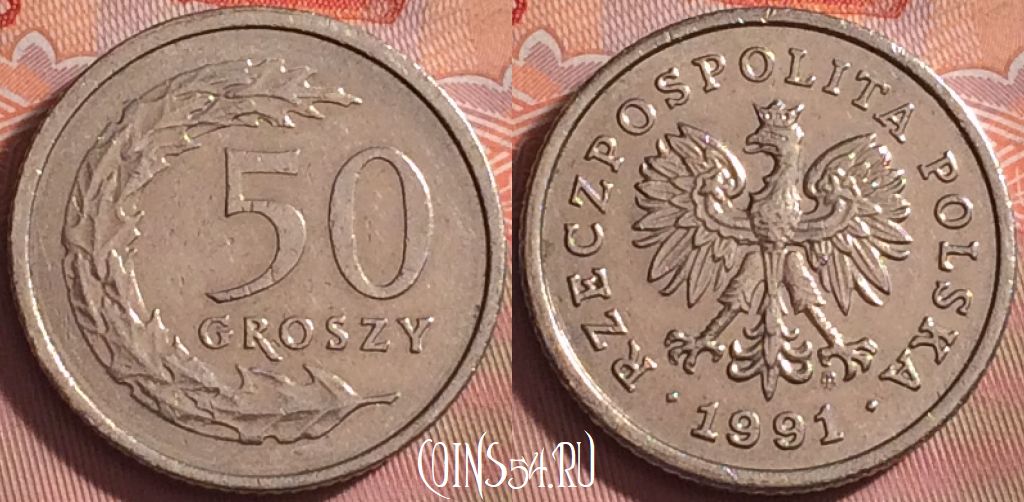 50
GROSZY
RZECZPOSPOLITA POLSKA
· 1991 ·
COINS54.RU